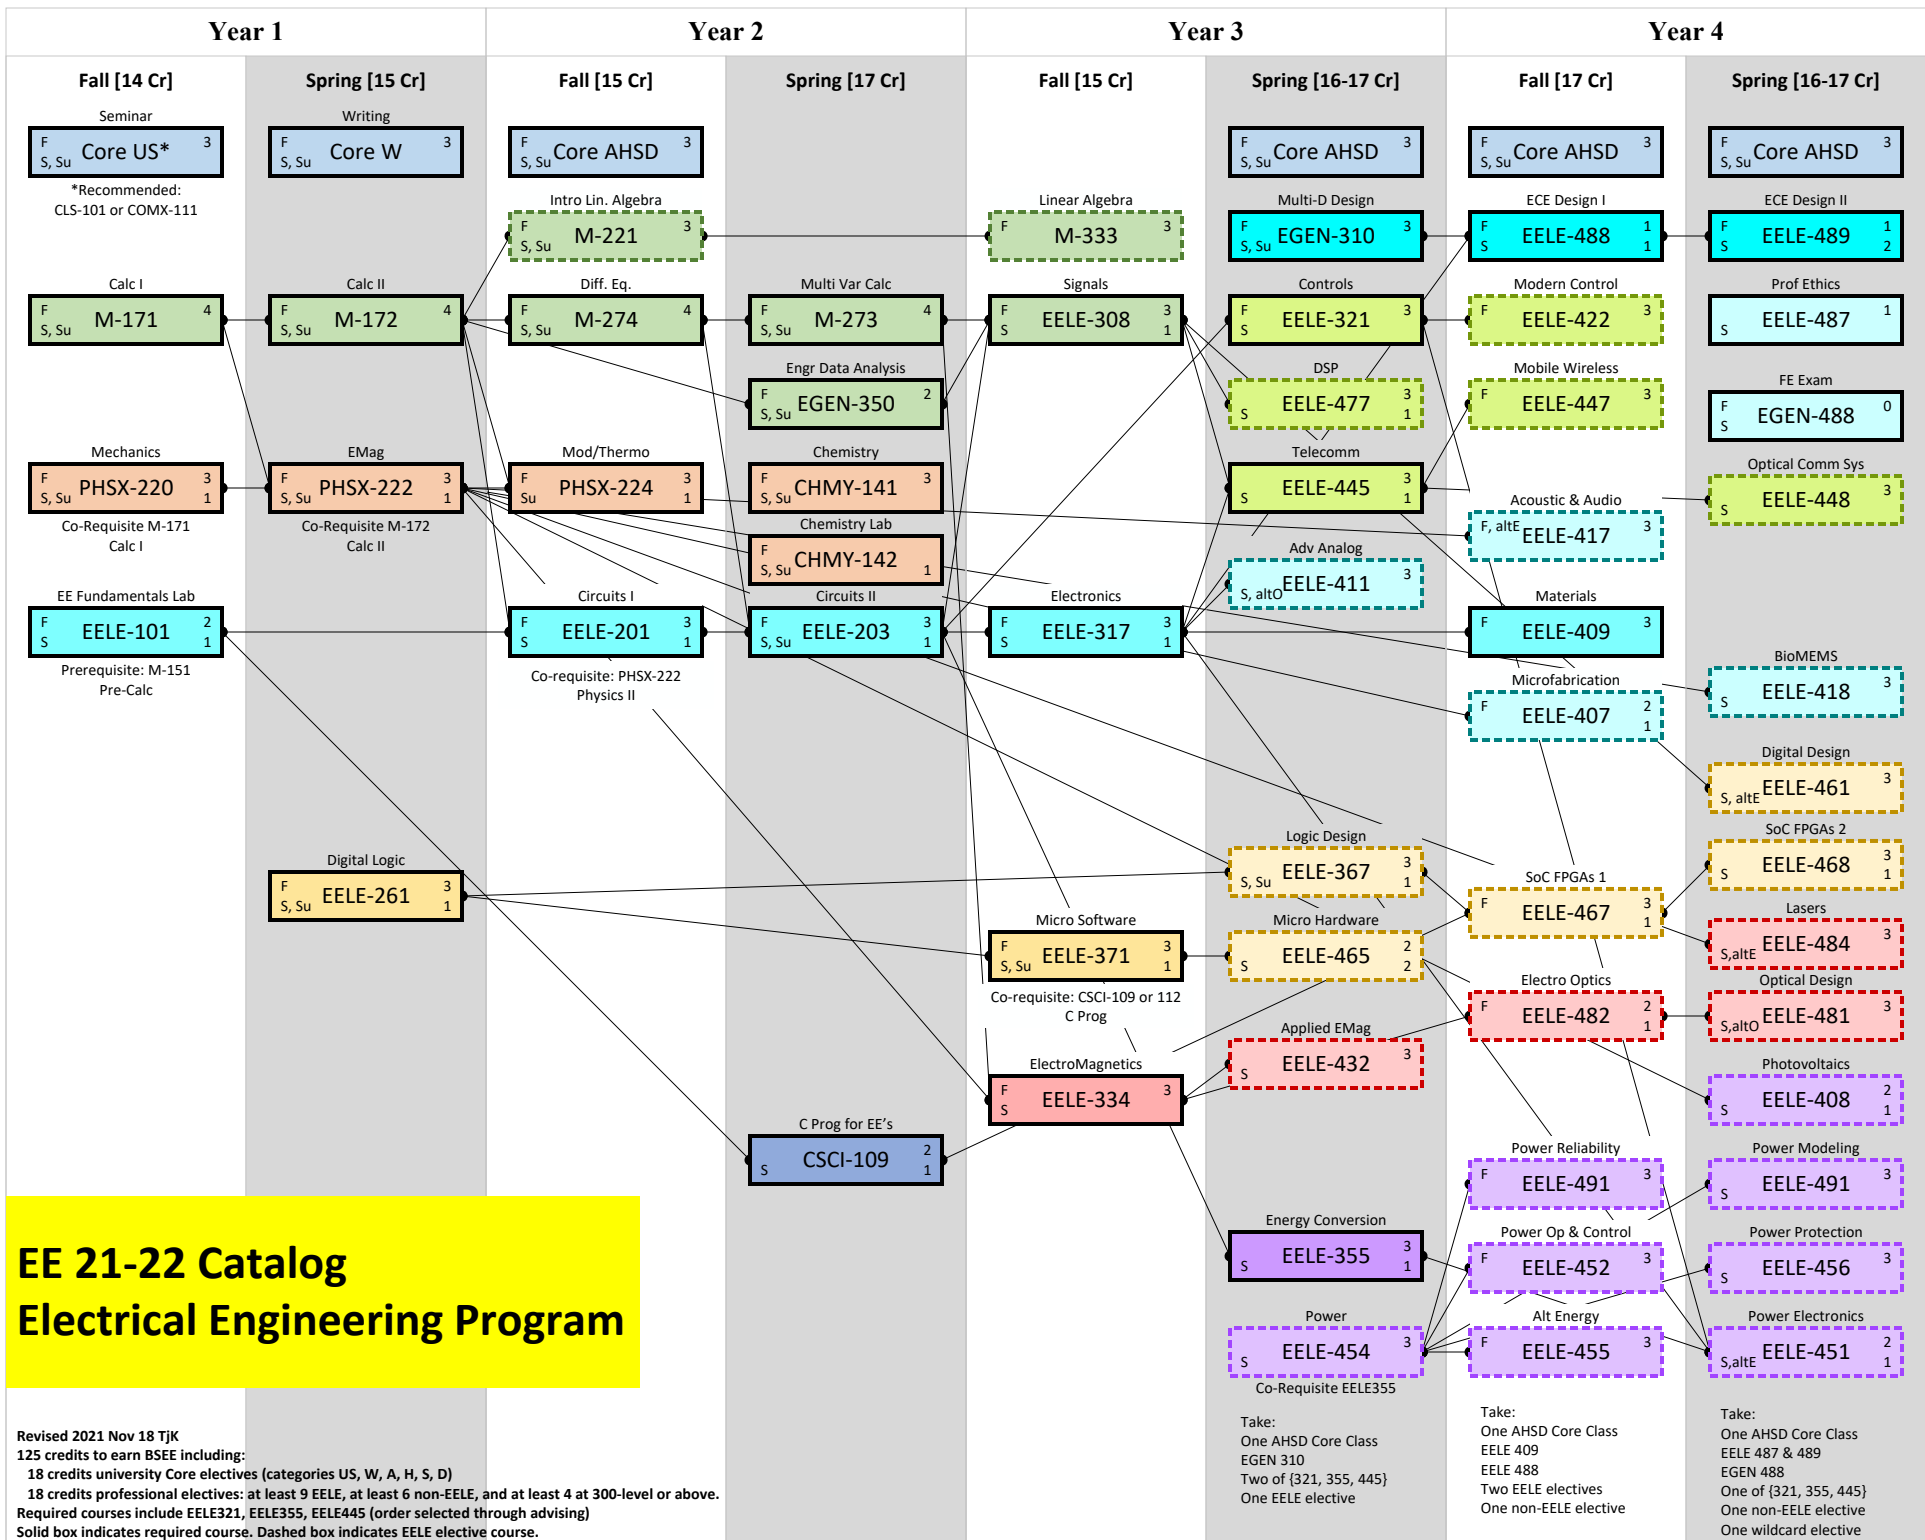 Year 1
Year 2
Year 3
Year 4
Fall [14 Cr]
Spring [15 Cr]
Fall [15 Cr]
Spring [17 Cr]
Fall [15 Cr]
Spring [16-17 Cr]
Fall [17 Cr]
Spring [16-17 Cr]
Seminar
F
S, Su
Core US*
3
*Recommended:
CLS-101 or COMX-111
Calc I
F
S, Su
M-171
4
Mechanics
F
S, Su
PHSX-220
3
1
Co-Requisite M-171
Calc I
EE Fundamentals Lab
F
S
EELE-101
2
1
Prerequisite: M-151
Pre-Calc
Writing
F
S, Su
Core W
3
Calc II
F
S, Su
M-172
4
EMag
F
S, Su
PHSX-222
3
1
Co-Requisite M-172
Calc II
Digital Logic
F
S, Su
EELE-261
3
1
F
S, Su
Core AHSD
3
Intro Lin. Algebra
F
S, Su
M-221
3
Diff. Eq.
F
S, Su
M-274
4
Mod/Thermo
F
Su
PHSX-224
3
1
Circuits I
F
S
EELE-201
3
1
Co-requisite: PHSX-222
Physics II
Multi Var Calc
F
S, Su
M-273
4
Engr Data Analysis
F
S, Su
EGEN-350
2
Chemistry
F
S, Su
CHMY-141
3
Chemistry Lab
F
S, Su
CHMY-142
1
Circuits II
F
S, Su
EELE-203
3
1
C Prog for EE's
S
CSCI-109
2
1
Linear Algebra
F
M-333
3
Signals
F
S
EELE-308
3
1
Electronics
F
S
EELE-317
3
1
Micro Software
F
S, Su
EELE-371
3
1
Co-requisite: CSCI-109 or 112
C Prog
ElectroMagnetics
F
S
EELE-334
3
F
S, Su
Core AHSD
3
Multi-D Design
F
S, Su
EGEN-310
3
Controls
F
S
EELE-321
3
DSP
S
EELE-477
3
1
Telecomm
S
EELE-445
3
1
Adv Analog
S, altO
EELE-411
3
Logic Design
S, Su
EELE-367
3
1
Micro Hardware
S
EELE-465
2
2
Applied EMag
S
EELE-432
3
Energy Conversion
S
EELE-355
3
1
Power
S
EELE-454
3
Co-Requisite EELE355
Take:
One AHSD Core Class
EGEN 310
Two of {321, 355, 445}
One EELE elective
F
S, Su
Core AHSD
3
ECE Design I
F
S
EELE-488
1
1
Modern Control
F
EELE-422
3
Mobile Wireless
F
EELE-447
3
Acoustic & Audio
F, altE
EELE-417
3
Materials
F
EELE-409
3
Microfabrication
F
EELE-407
2
1
SoC FPGAs 1
F
EELE-467
3
1
Electro Optics
F
EELE-482
2
1
Power Reliability
F
EELE-491
3
Power Op & Control
F
EELE-452
3
Alt Energy
F
EELE-455
3
Take:
One AHSD Core Class
EELE 409
EELE 488
Two EELE electives
One non-EELE elective
F
S, Su
Core AHSD
3
ECE Design II
F
S
EELE-489
1
2
Prof Ethics
S
EELE-487
1
FE Exam
F
S
EGEN-488
0
Optical Comm Sys
S
EELE-448
3
BioMEMS
S
EELE-418
3
Digital Design
S, altE
EELE-461
3
SoC FPGAs 2
S
EELE-468
3
1
Lasers
S,altE
EELE-484
3
Optical Design
S,altO
EELE-481
3
Photovoltaics
S
EELE-408
2
1
Power Modeling
S
EELE-491
3
Power Protection
S
EELE-456
3
Power Electronics
S,altE
EELE-451
2
1
Take:
One AHSD Core Class
EELE 487 & 489
EGEN 488
One of {321, 355, 445}
One non-EELE elective
One wildcard elective
EE 21-22 Catalog
Electrical Engineering Program
Revised 2021 Nov 18 TjK
125 credits to earn BSEE including:
18 credits university Core electives (categories US, W, A, H, S, D)
18 credits professional electives: at least 9 EELE, at least 6 non-EELE, and at least 4 at 300-level or above.
Required courses include EELE321, EELE355, EELE445 (order selected through advising)
Solid box indicates required course. Dashed box indicates EELE elective course.